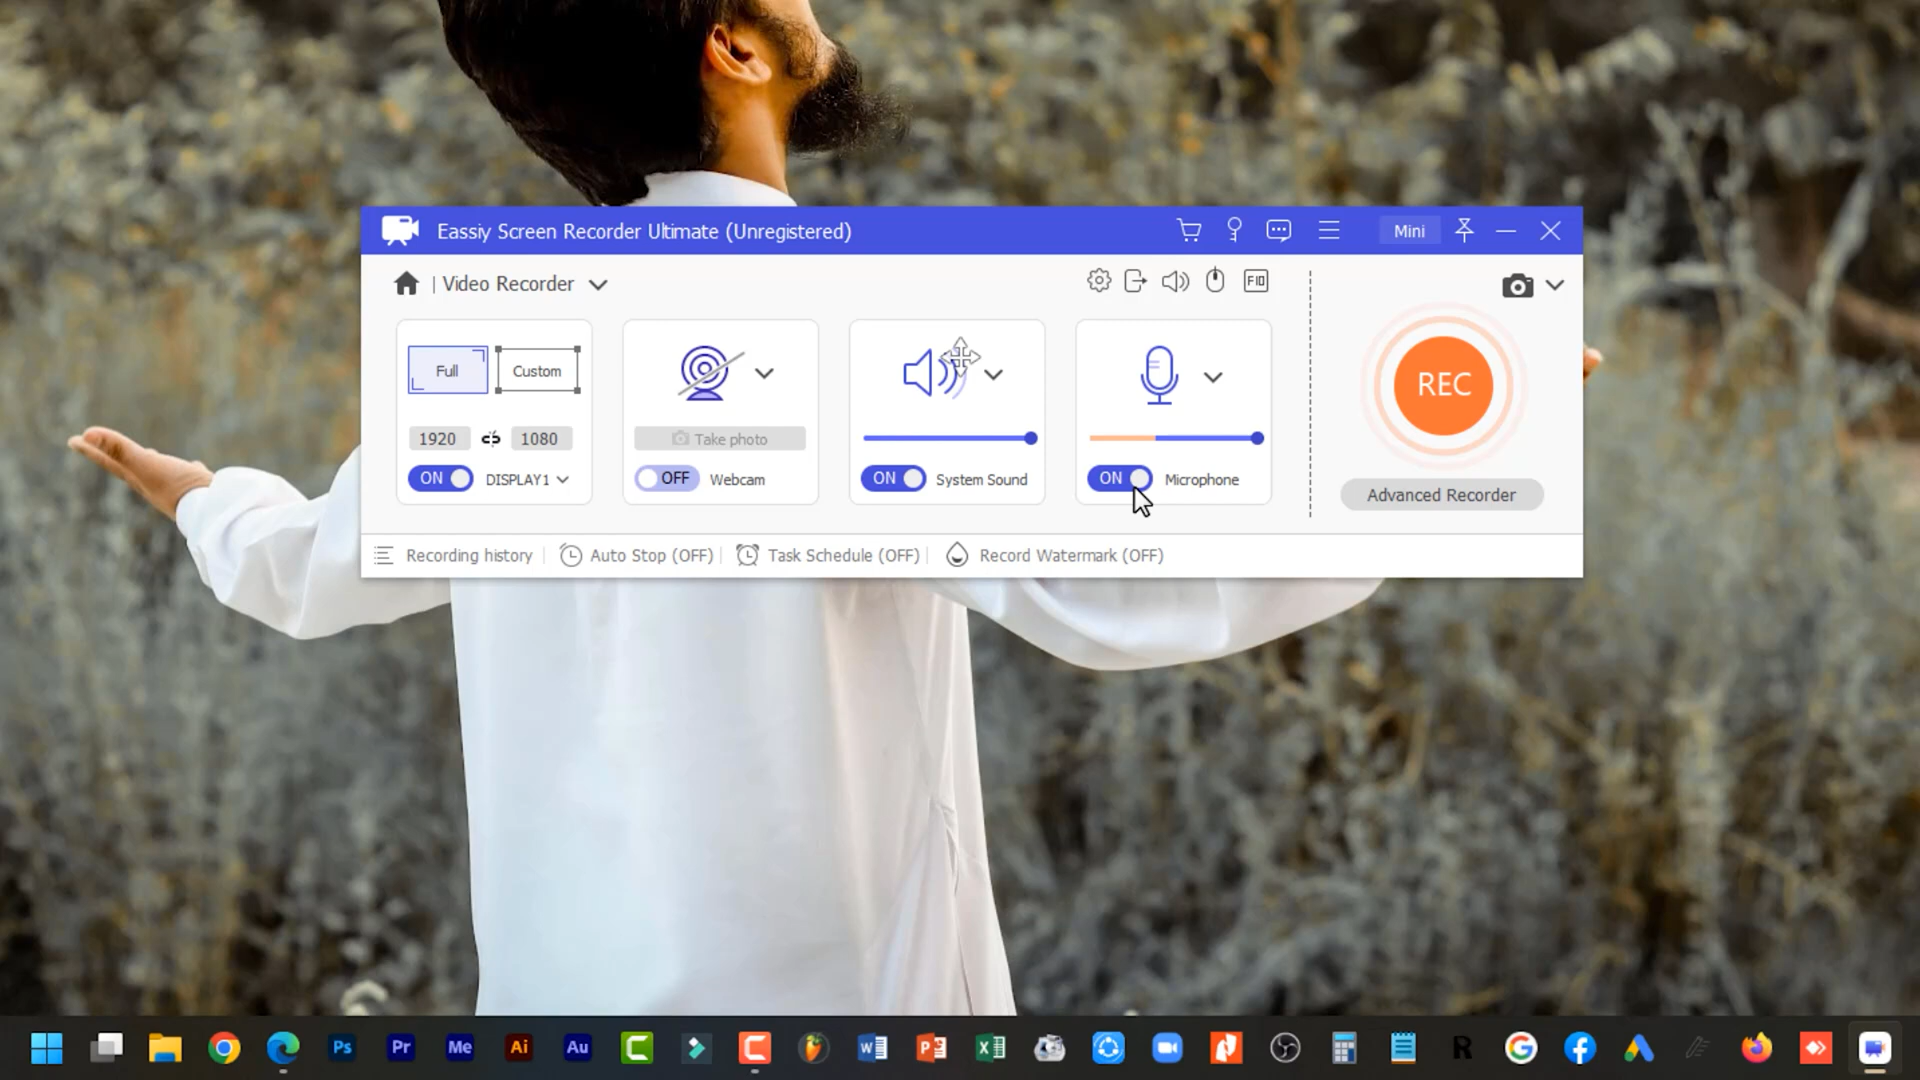 Eassiy Screen Recorder Ultimate (Unregistered)
Mini
| Video Recorder
Full
Custom
1920
1080
ON
DISPLAY1
Take photo
OFF
Webcam
ON
System Sound
ON
Microphone
REC
Advanced Recorder
Recording history
Auto Stop (OFF)
Task Schedule (OFF)
Record Watermark (OFF)
Ps
Pr
Me
Ai
Au